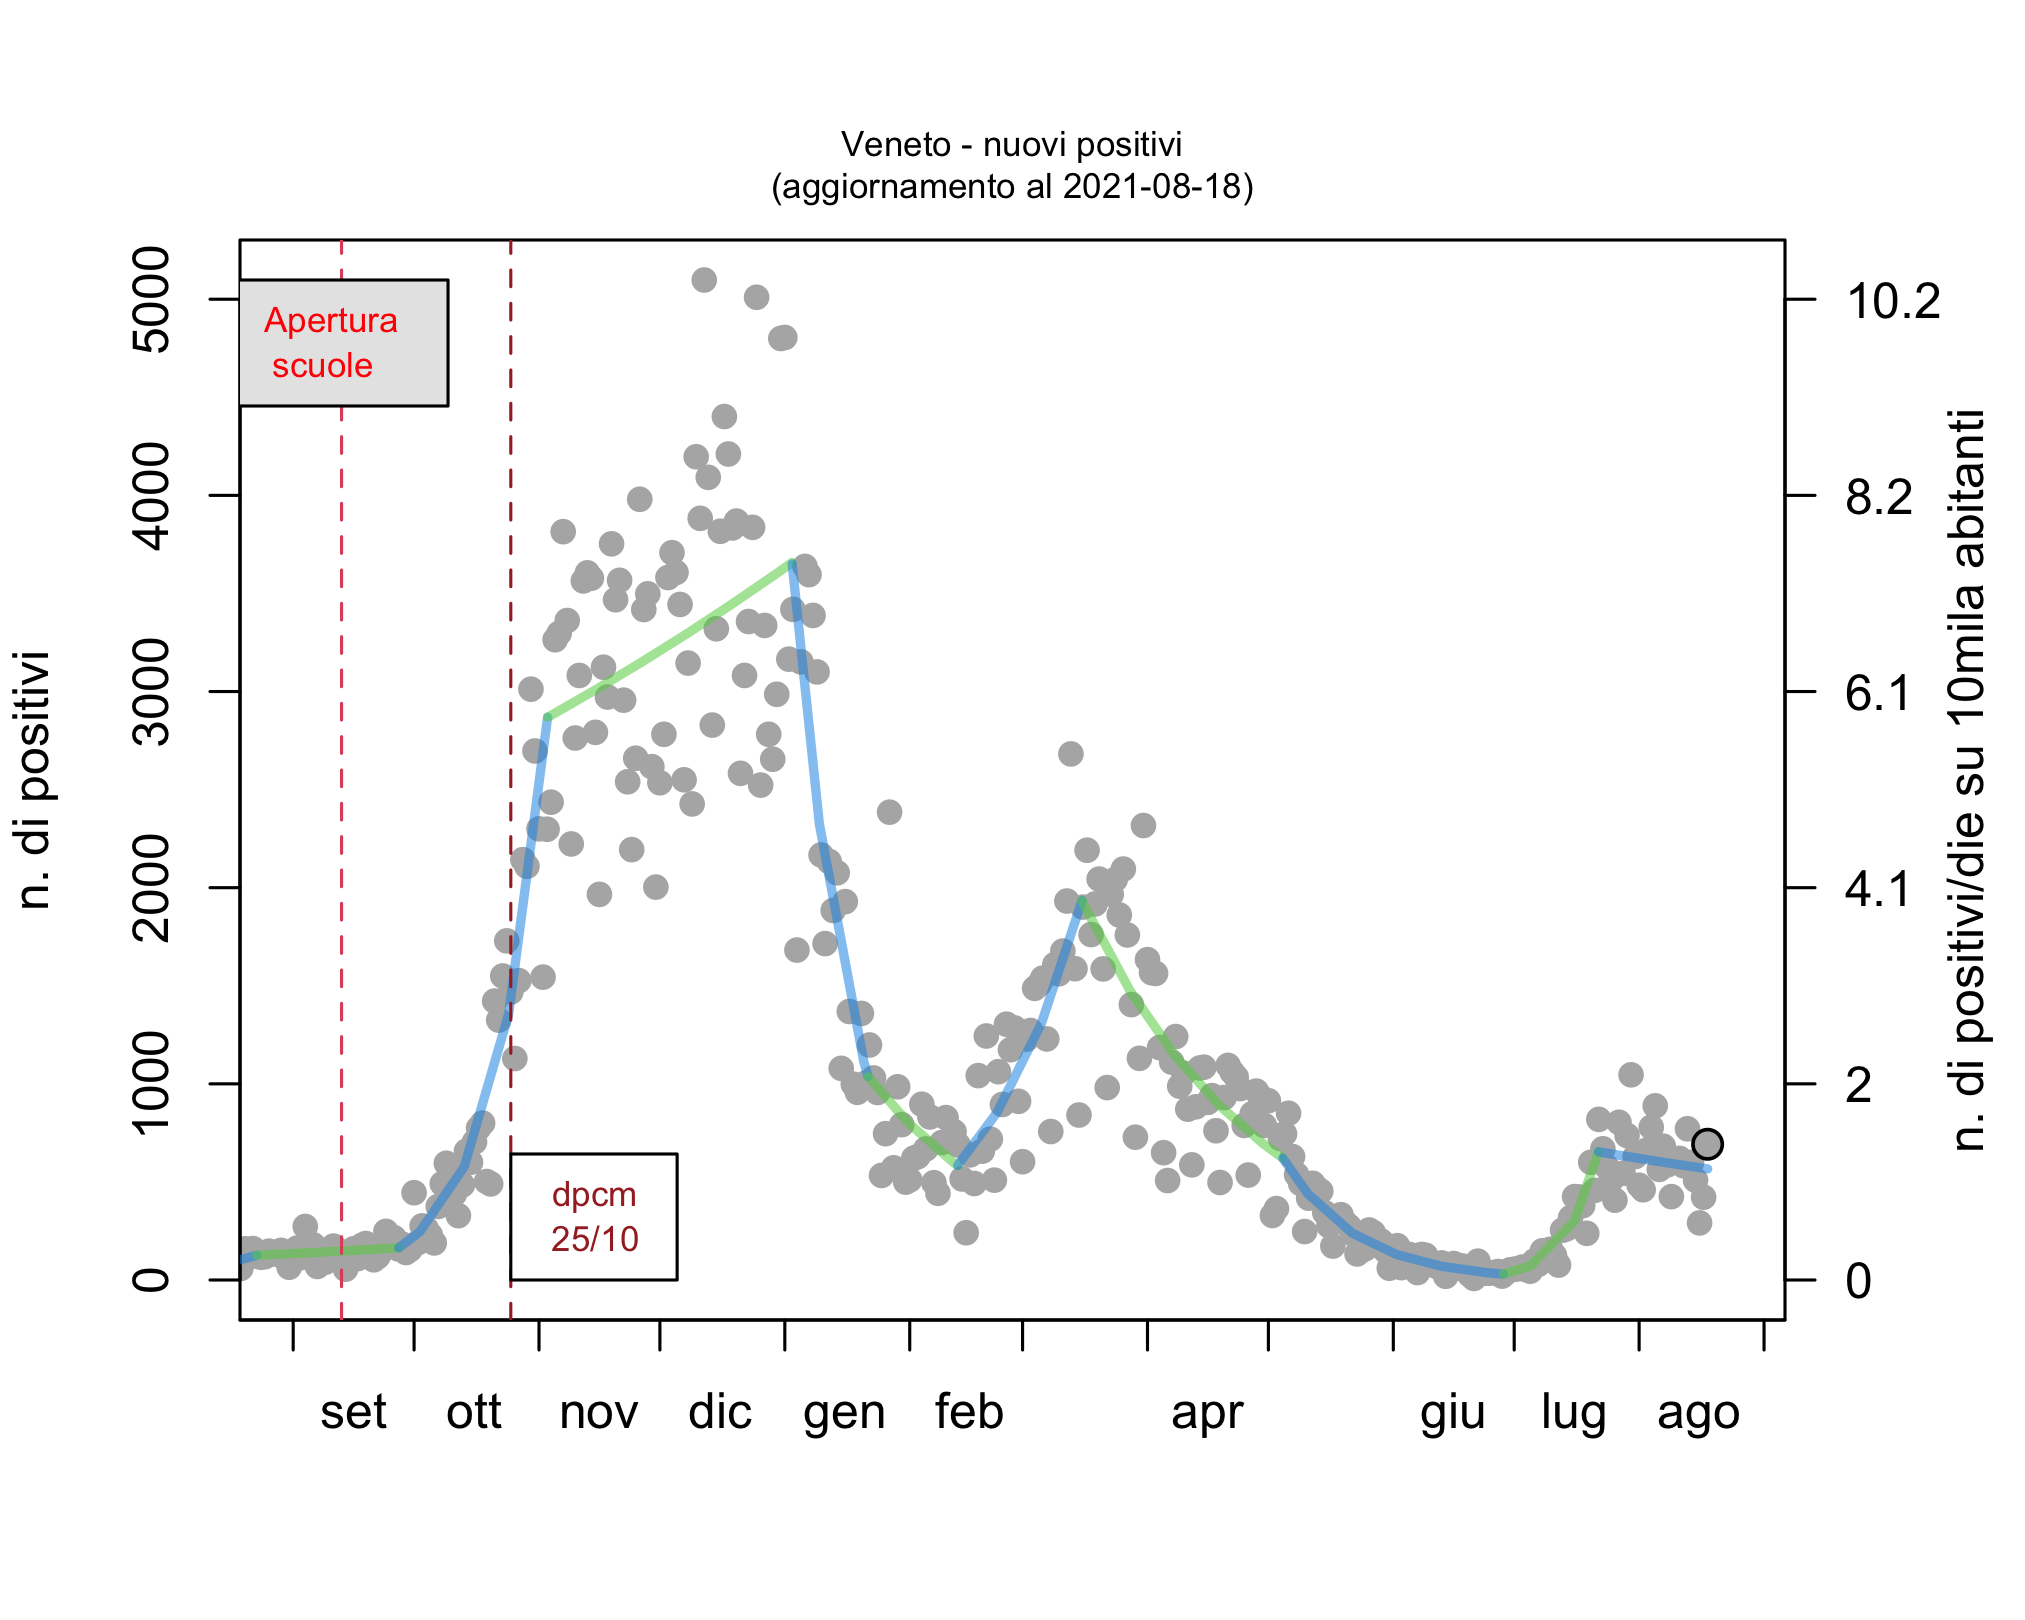 Veneto - nuovi positivi
(aggiornamento al 2021-08-18)
n. di positivi
5000
4000
3000
2000
1000
0
Apertura
scuole
dpcm
25/10
10.2
8.2
6.1
4.1
2
0
n. di positivi/die su 10mila abitanti
set ott nov dic gen feb apr giu lug ago